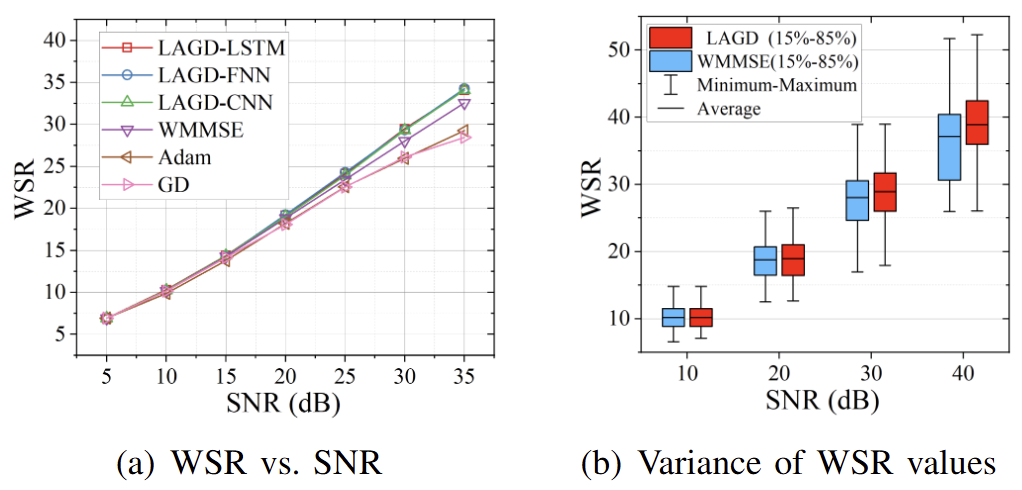 WSR
40
35
30
25
20
15
10
5
LAGD-LSTM
LAGD-FNN
LAGD-CNN
WMMSE
Adam
GD
5 10 15 20 25 30 35
SNR (dB)
(a) WSR vs. SNR
WSR
50
40
30
20
10
LAGD (15%-85%)
WMMSE(15%-85%)
Minimum-Maximum
Average
10 20 30 40
SNR (dB)
(b) Variance of WSR values